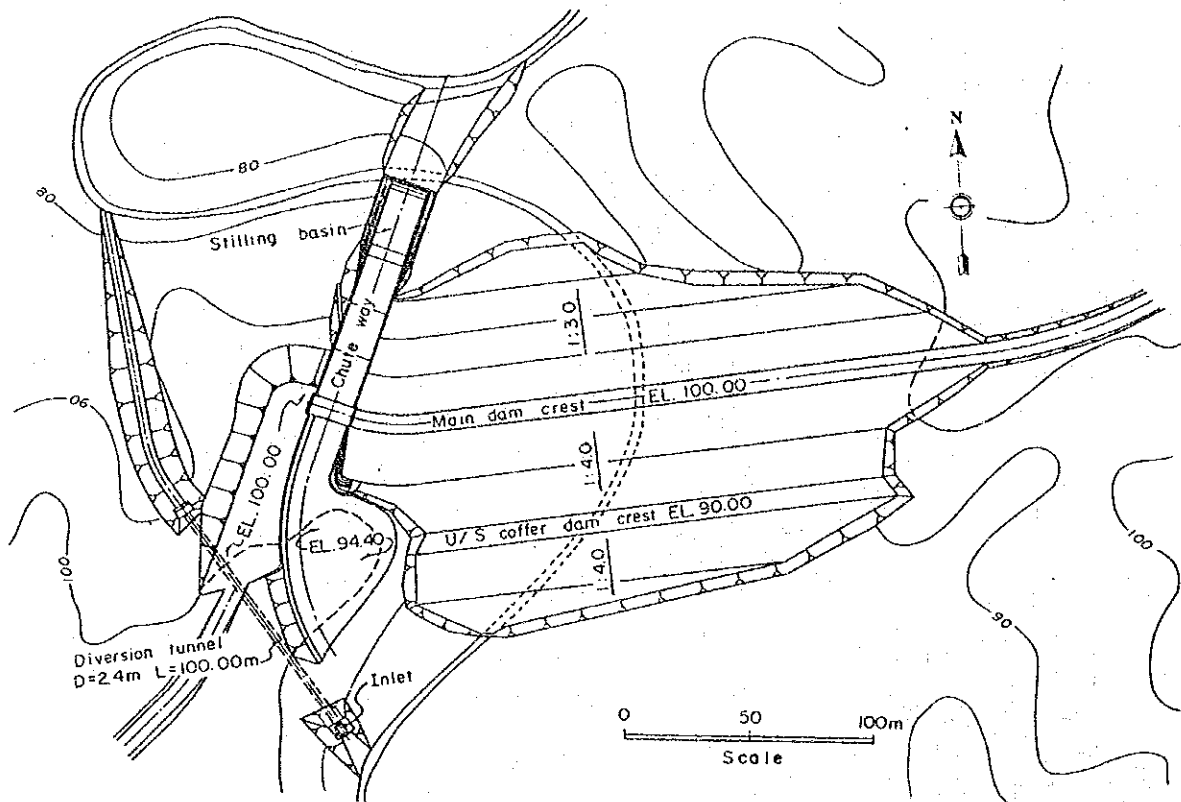 N
80
80
Stilling basin
Chute way
1:3.0
Main dam crest EL. 100.00
90
EL. 100.00
1:4.0
U/S coffer dam crest EL. 90.00
EL. 94.40
1:4.0
100
100
90
Diversion tunnel
D=2.4m L=100.00m
Inlet
0 50 100m
Scale